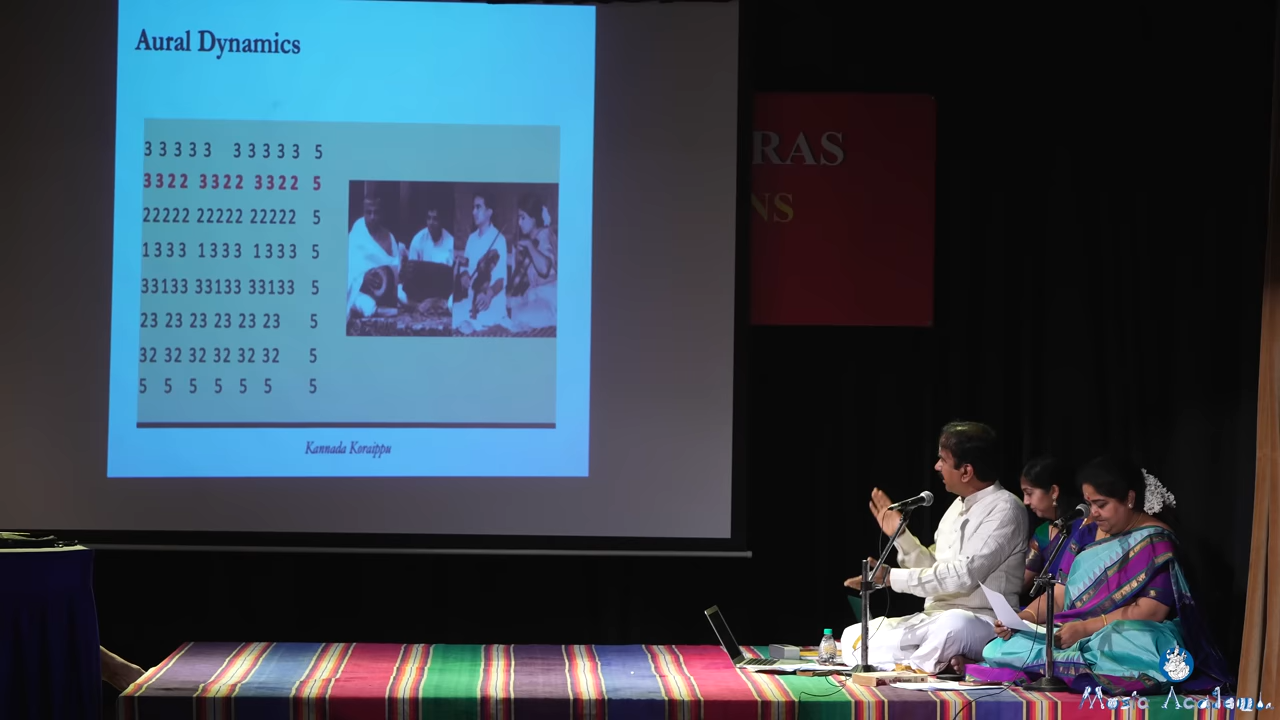 Aural Dynamics
3 3 3 3 3 3 3 3 3 3 5
3322 3322 3322 5
22222 22222 22222 5
1333 1333 1333 5
33133 33133 33133 5
23 23 23 23 23 23 5
32 32 32 32 32 32 5
5 5 5 5 5 5 5
Kannada Koraippu
RAS
NS
Music Academy